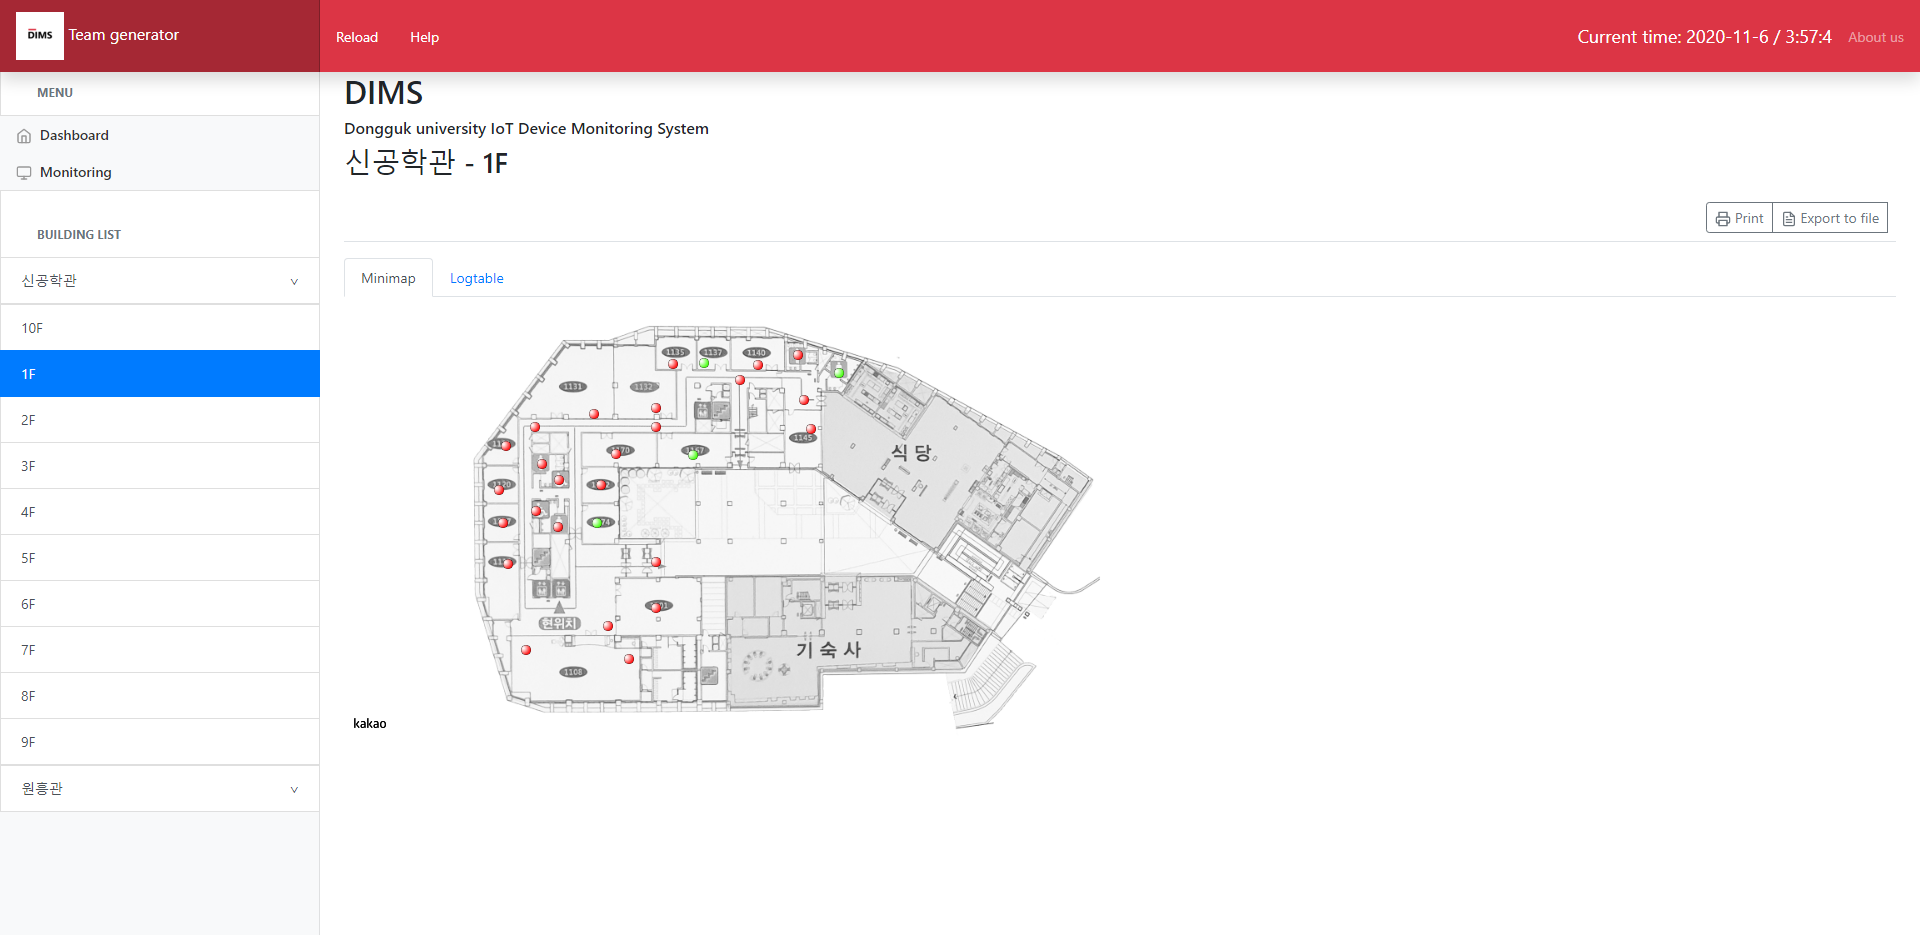 DIMS
Team generator
Reload
Help
Current time: 2020-11-6 / 3:57:4
About us
MENU
Dashboard
Monitoring
BUILDING LIST
신공학관
10F
1F
2F
3F
4F
5F
6F
7F
8F
9F
원흥관
DIMS
Dongguk university IoT Device Monitoring System
신공학관 - 1F
Print
Export to file
Minimap
Logtable
1135
1137
1140
1131
1132
1145
식당
현위치
기숙사
1108
kakao